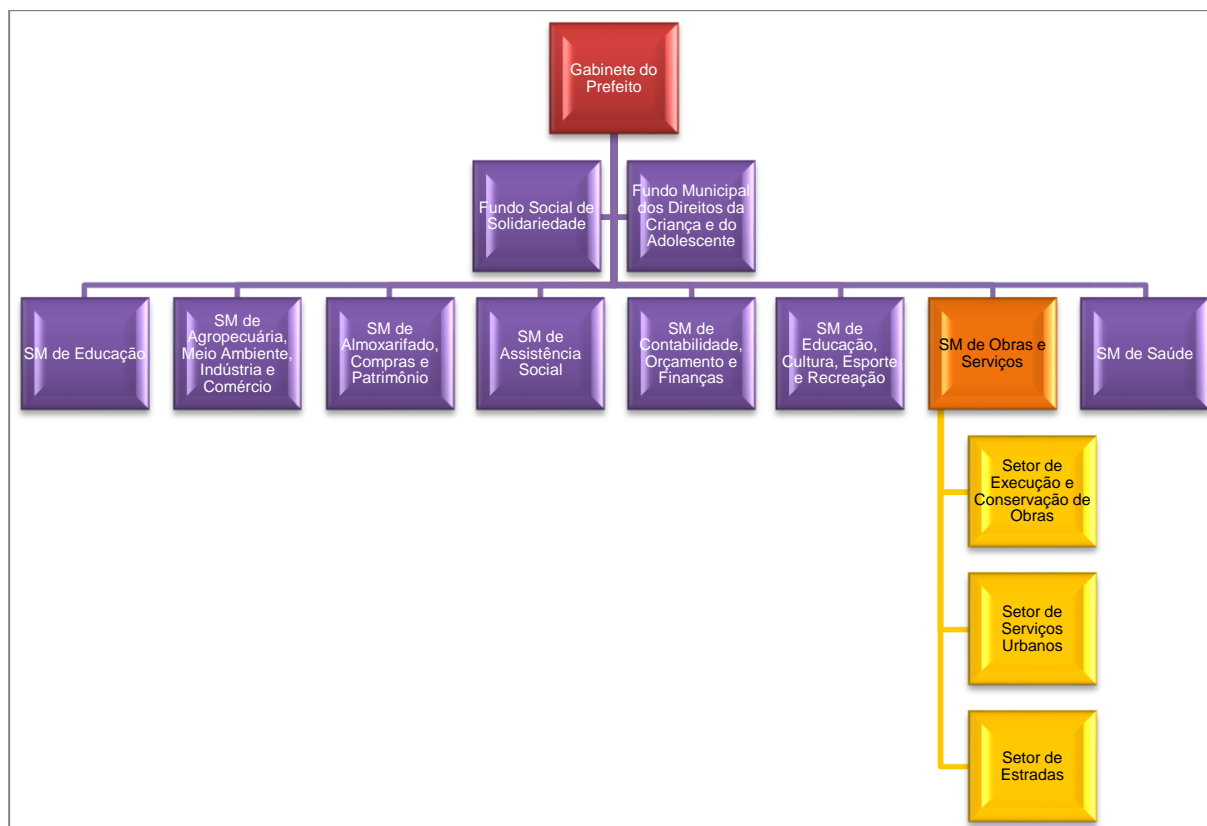 Gabinete do
Prefeito
Fundo Social de
Solidariedade
Fundo Municipal
dos Direitos da
Criança e do
Adolescente
SM de Educação
SM de
Agropecuária,
Meio Ambiente,
Indústria e
Comércio
SM de
Almoxarifado,
Compras e
Patrimônio
SM de
Assistência
Social
SM de
Contabilidade,
Orçamento e
Finanças
SM de
Educação,
Cultura, Esporte
e Recreação
SM de Obras e
Serviços
SM de Saúde
Setor de
Execução e
Conservação de
Obras
Setor de
Serviços
Urbanos
Setor de
Estradas